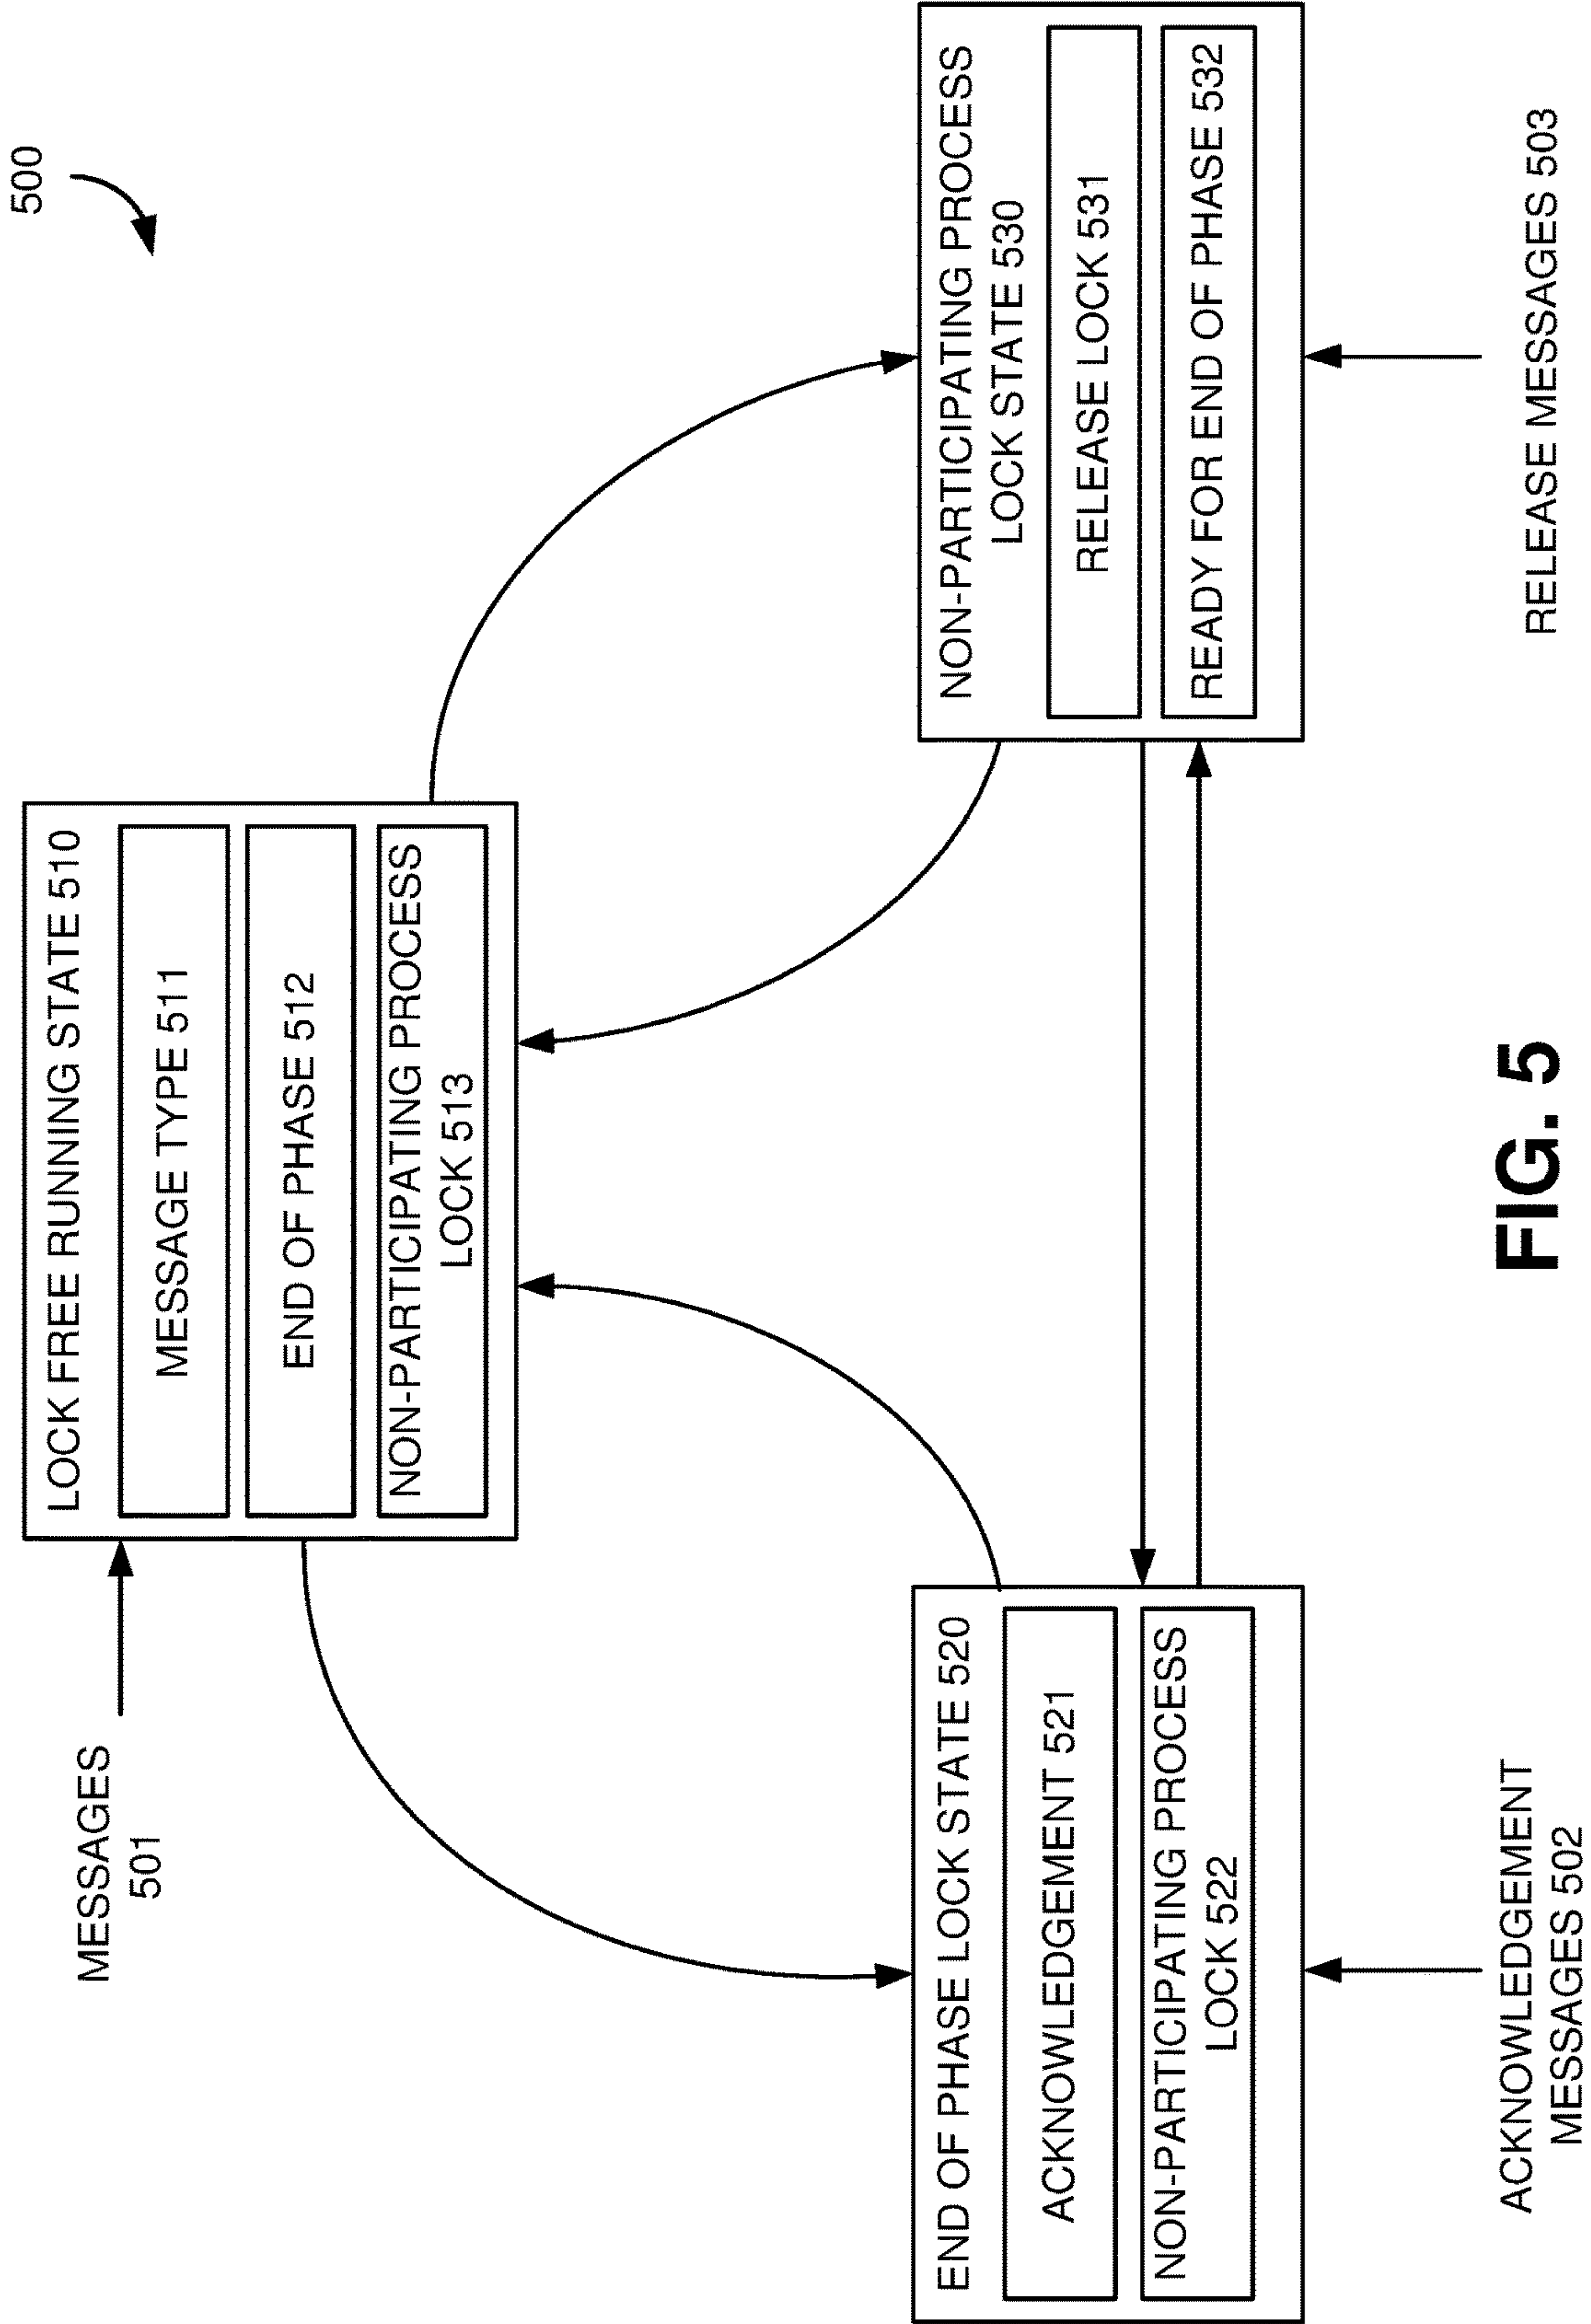 500
MESSAGES
501
LOCK FREE RUNNING STATE 510
MESSAGE TYPE 511
END OF PHASE 512
NON-PARTICIPATING PROCESS
LOCK 513
END OF PHASE LOCK STATE 520
ACKNOWLEDGEMENT 521
NON-PARTICIPATING PROCESS
LOCK 522
NON-PARTICIPATING PROCESS
LOCK STATE 530
RELEASE LOCK 531
READY FOR END OF PHASE 532
ACKNOWLEDGEMENT
MESSAGES 502
RELEASE MESSAGES 503
FIG. 5